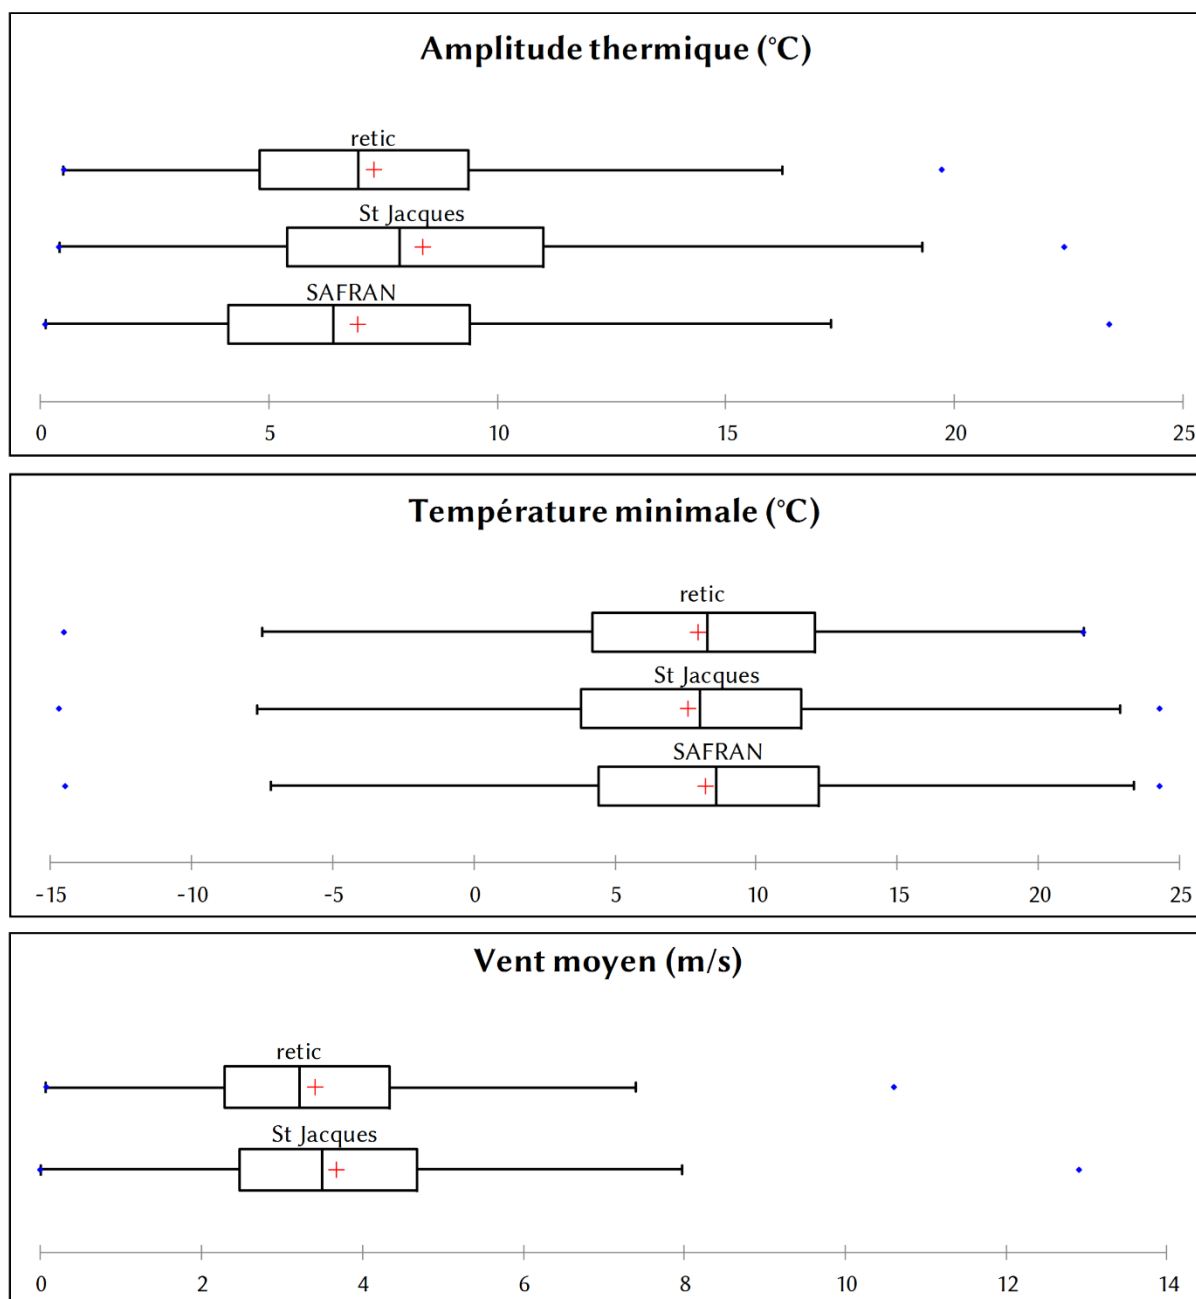 Amplitude thermique (°C)
retic
St Jacques
SAFRAN
0 5 10 15 20 25
Température minimale (°C)
retic
St Jacques
SAFRAN
-15 -10 -5 0 5 10 15 20 25
Vent moyen (m/s)
retic
St Jacques
0 2 4 6 8 10 12 14